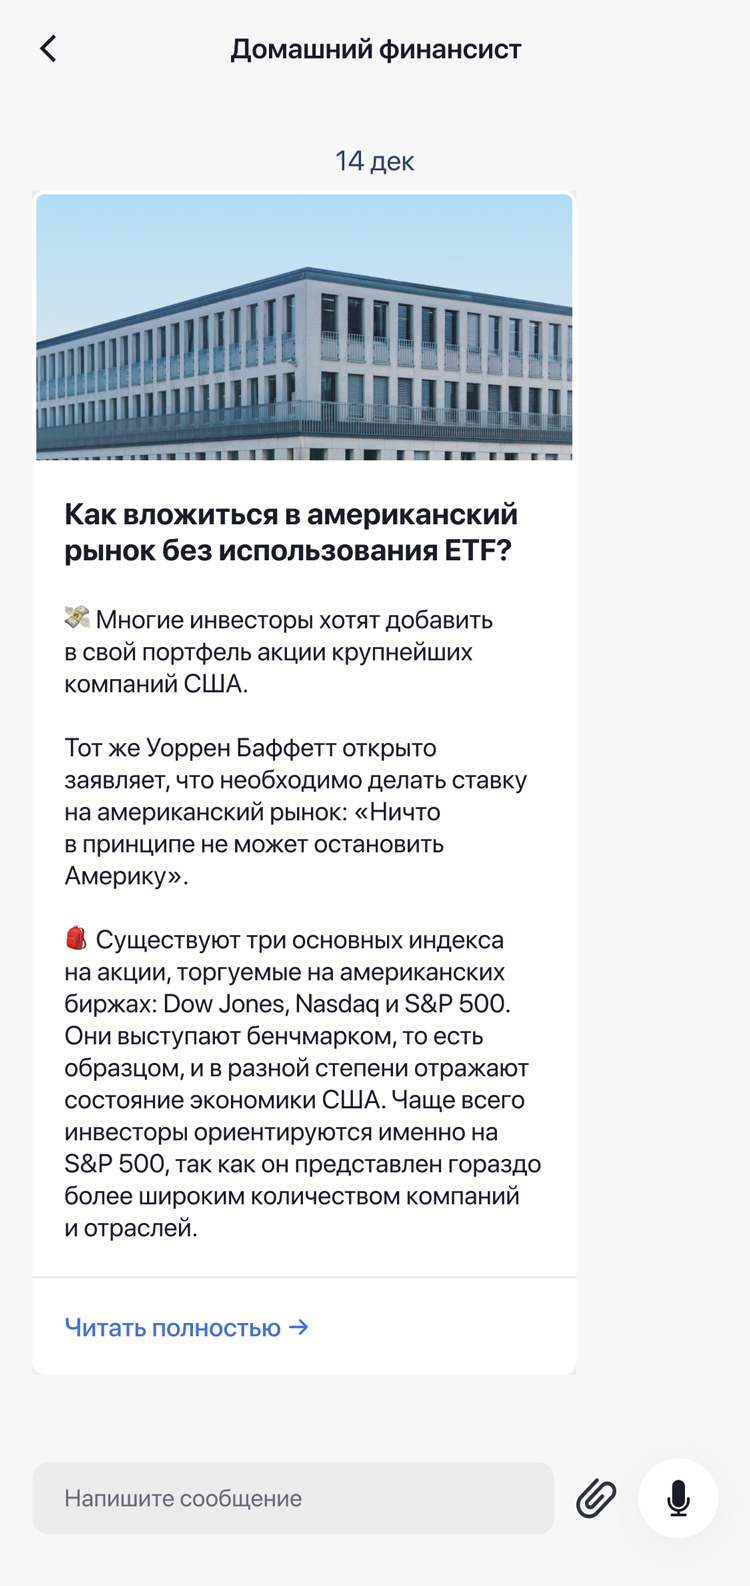 Домашний финансист
14 дек
Как вложиться в американский
рынок без использования ETF?
💸 Многие инвесторы хотят добавить
в свой портфель акции крупнейших
компаний США.
Тот же Уоррен Баффетт открыто
заявляет, что необходимо делать ставку
на американский рынок: «Ничто
в принципе не может остановить
Америку».
🎒 Существуют три основных индекса
на акции, торгуемые на американских
биржах: Dow Jones, Nasdaq и S&P 500.
Они выступают бенчмарком, то есть
образцом, и в разной степени отражают
состояние экономики США. Чаще всего
инвесторы ориентируются именно на
S&P 500, так как он представлен гораздо
более широким количеством компаний
и отраслей.
Читать полностью →
Напишите сообщение